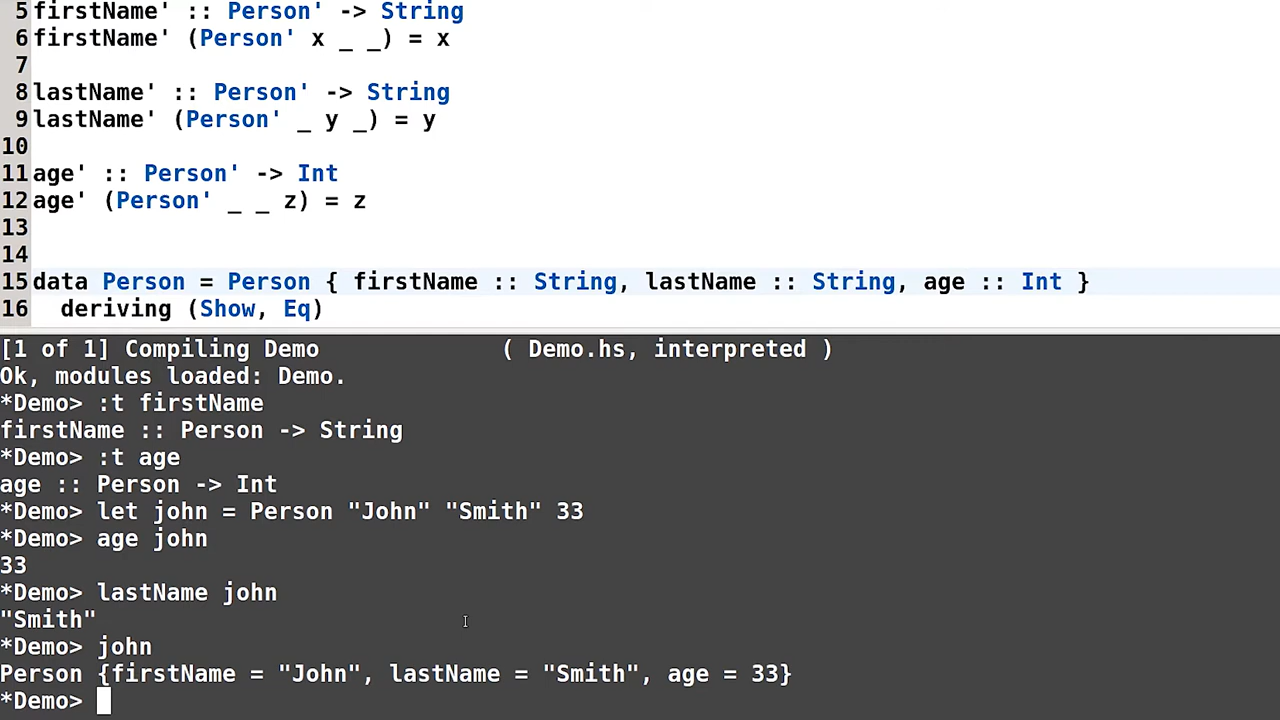 5 firstName' :: Person' -> String
6 firstName' (Person' x _ _) = x
7
8 lastName' :: Person' -> String
9 lastName' (Person' _ y _) = y
10
11 age' :: Person' -> Int
12 age' (Person' _ _ z) = z
13
14
15 data Person = Person { firstName :: String, lastName :: String, age :: Int }
16   deriving (Show, Eq)
[1 of 1] Compiling Demo             ( Demo.hs, interpreted )
Ok, modules loaded: Demo.
*Demo> :t firstName
firstName :: Person -> String
*Demo> :t age
age :: Person -> Int
*Demo> let john = Person "John" "Smith" 33
*Demo> age john
33
*Demo> lastName john
"Smith"
*Demo> john
Person {firstName = "John", lastName = "Smith", age = 33}
*Demo>